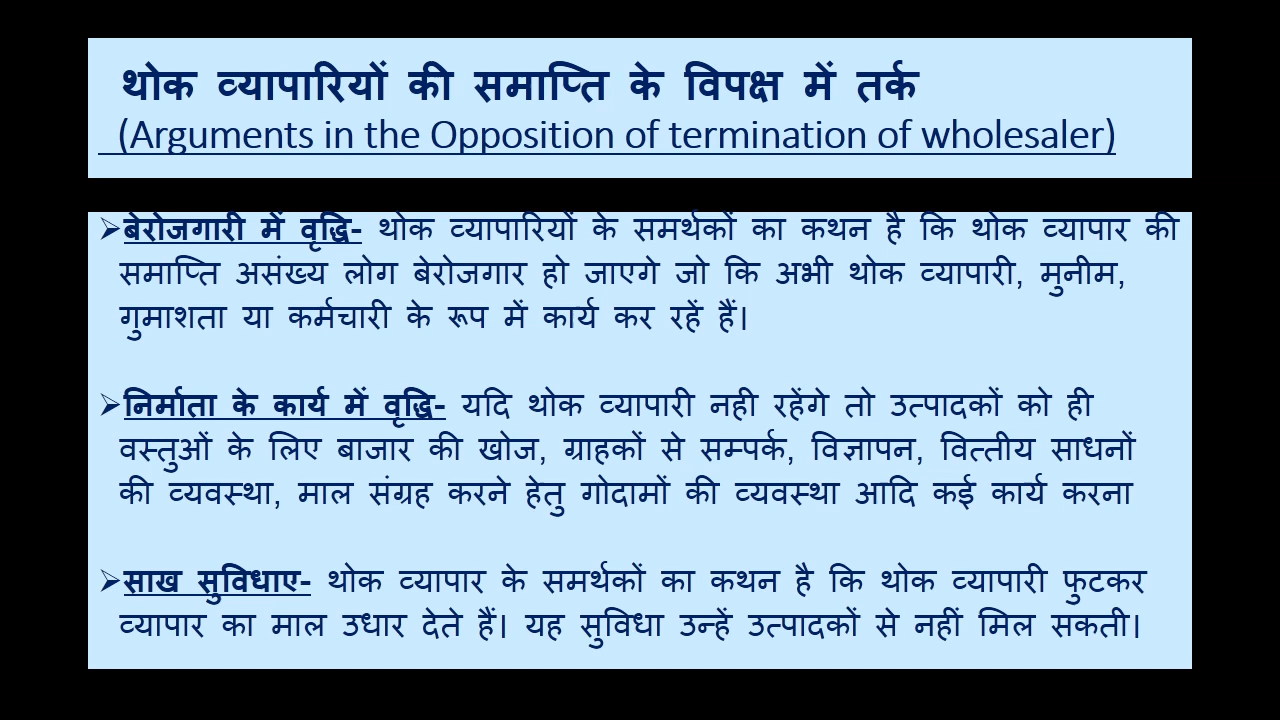 थोक व्यापारियों की समाप्ति के विपक्ष में तर्क
(Arguments in the Opposition of termination of wholesaler)
➢बेरोजगारी में वृद्धि- थोक व्यापारियों के समर्थकों का कथन है कि थोक व्यापार की
समाप्ति असंख्य लोग बेरोजगार हो जाएगे जो कि अभी थोक व्यापारी, मुनीम,
गुमाशता या कर्मचारी के रूप में कार्य कर रहें हैं।
➢निर्माता के कार्य में वृद्धि- यदि थोक व्यापारी नही रहेंगे तो उत्पादकों को ही
वस्तुओं के लिए बाजार की खोज, ग्राहकों से सम्पर्क, विज्ञापन, वित्तीय साधनों
की व्यवस्था, माल संग्रह करने हेतु गोदामों की व्यवस्था आदि कई कार्य करना
➢साख सुविधाए- थोक व्यापार के समर्थकों का कथन है कि थोक व्यापारी फुटकर
व्यापार का माल उधार देते हैं। यह सुविधा उन्हें उत्पादकों से नहीं मिल सकती।